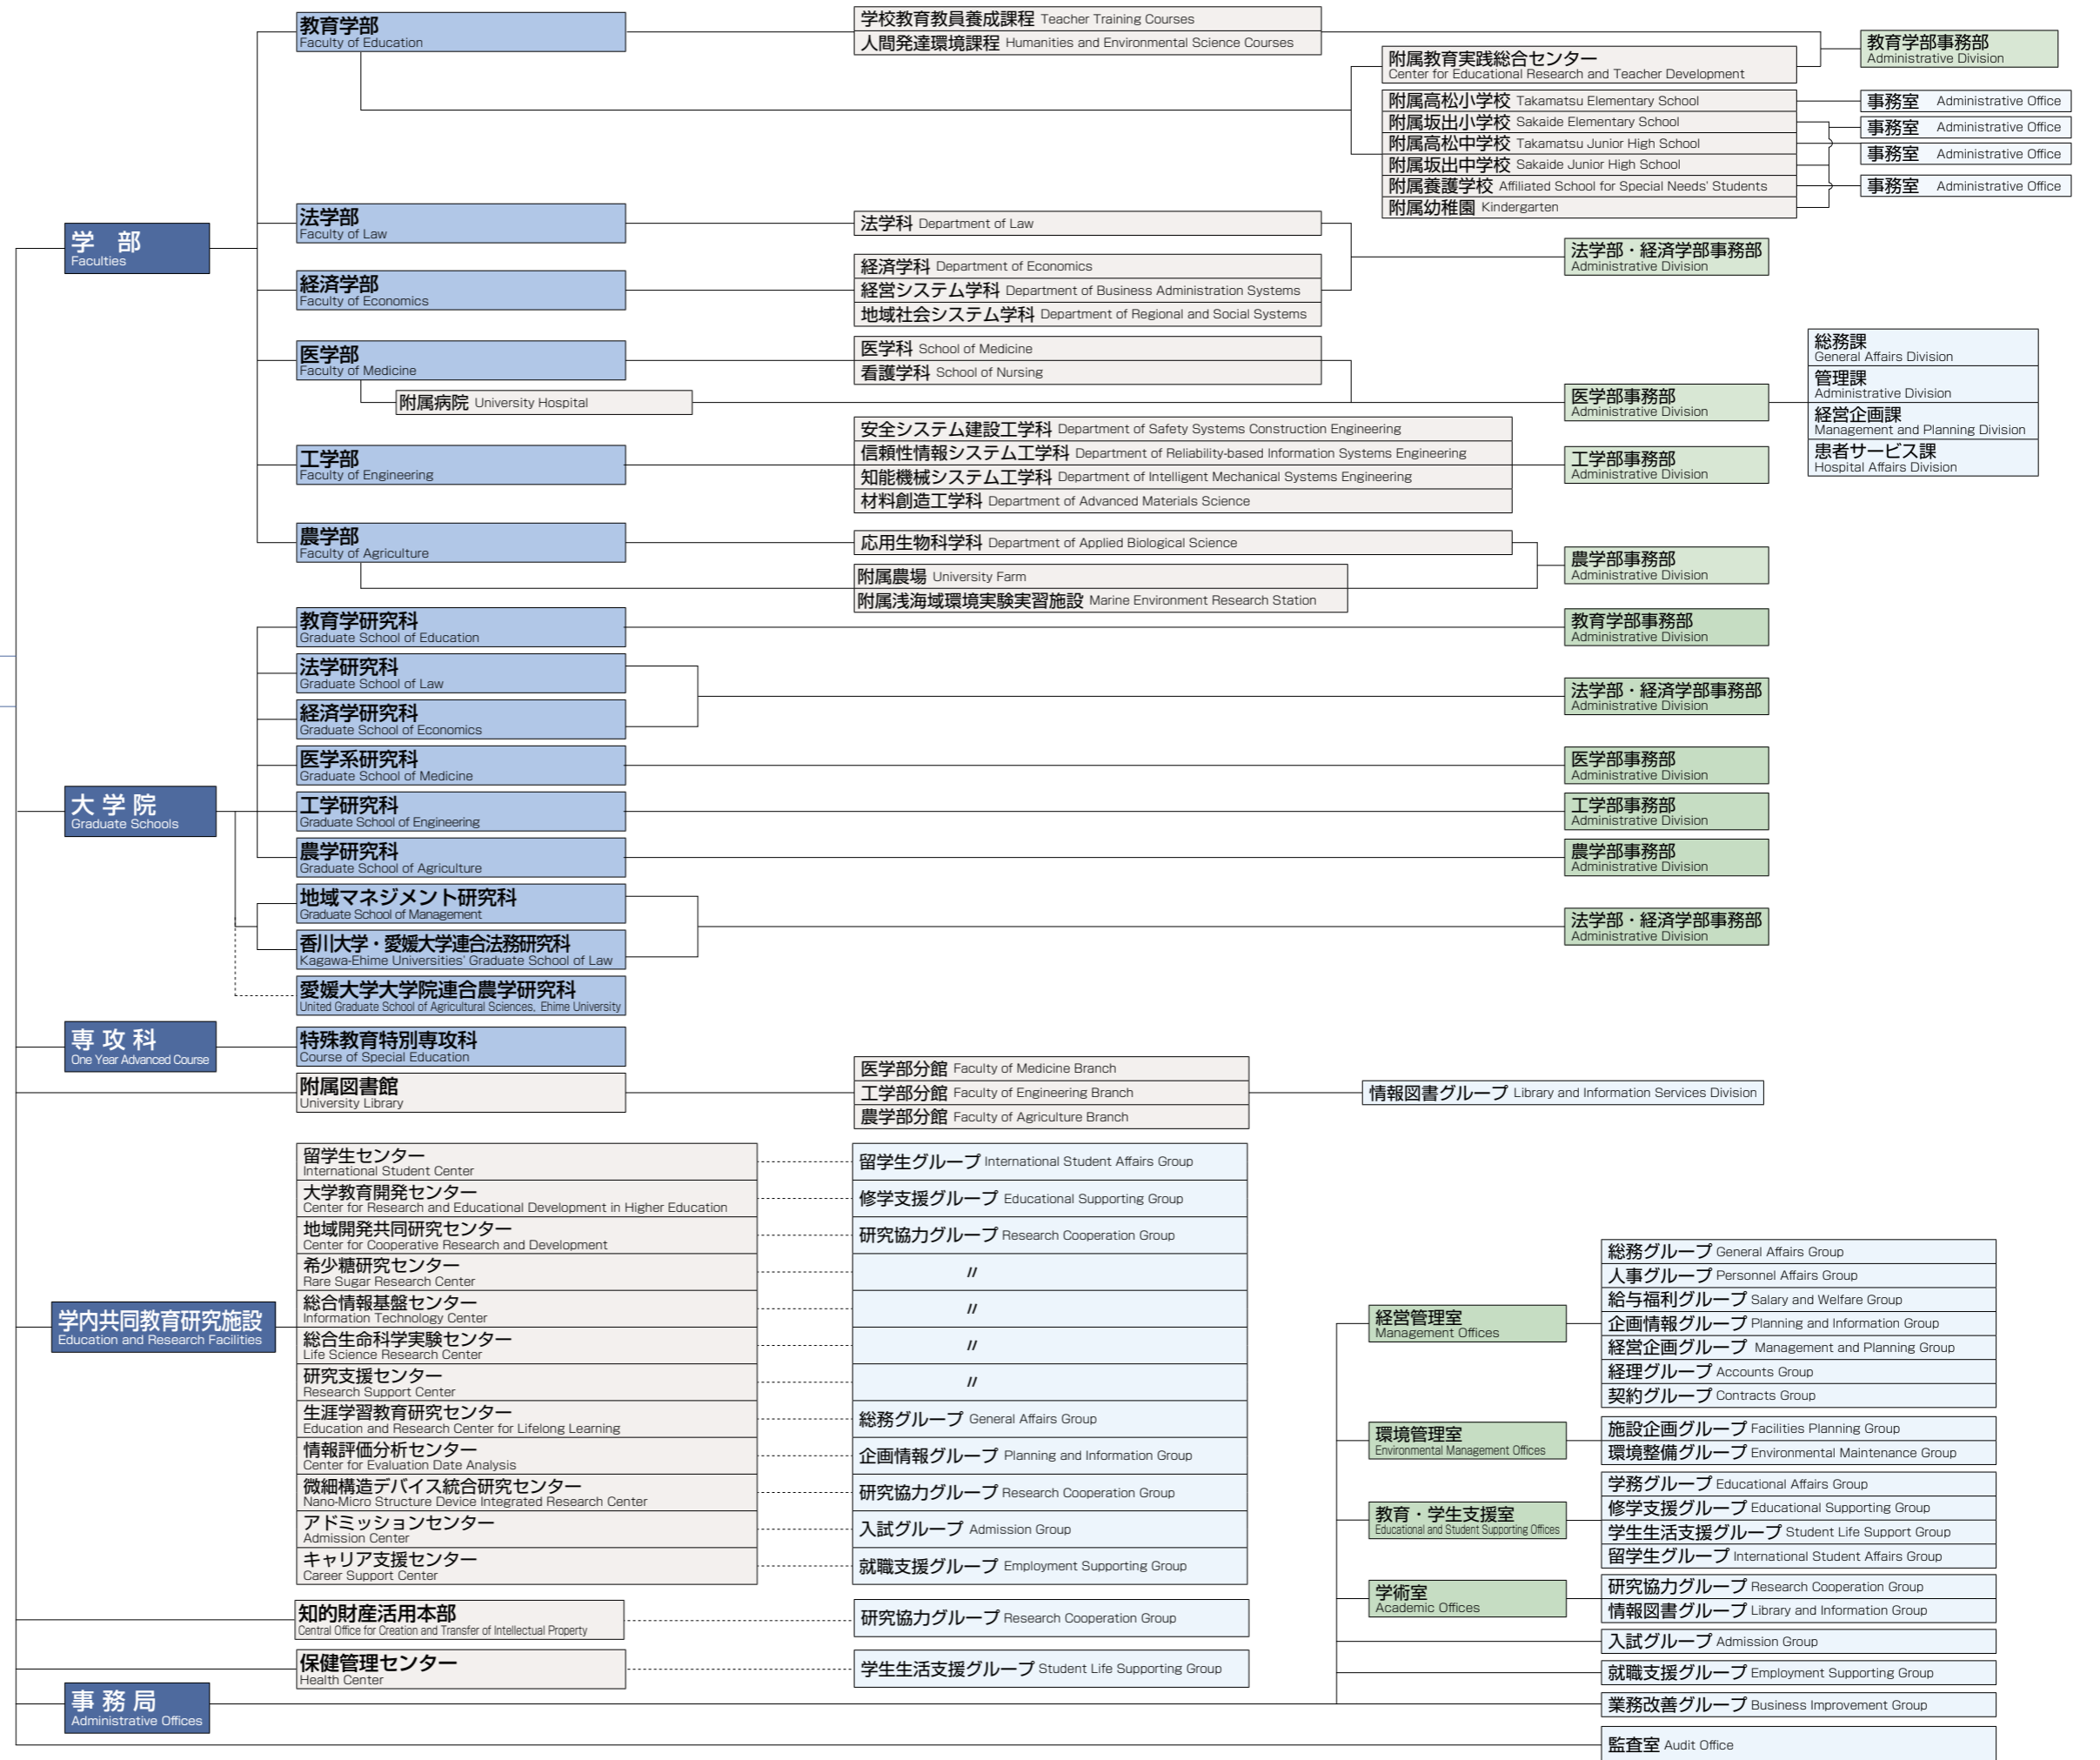 学　部
Faculties
教育学部
Faculty of Education
学校教育教員養成課程 Teacher Training Courses
人間発達環境課程 Humanities and Environmental Science Courses
附属教育実践総合センター
Center for Educational Research and Teacher Development
教育学部事務部
Administrative Division
附属高松小学校 Takamatsu Elementary School
附属坂出小学校 Sakaide Elementary School
附属高松中学校 Takamatsu Junior High School
附属坂出中学校 Sakaide Junior High School
附属養護学校 Affiliated School for Special Needs' Students
附属幼稚園 Kindergarten
事務室 Administrative Office
事務室 Administrative Office
事務室 Administrative Office
事務室 Administrative Office
法学部
Faculty of Law
法学科 Department of Law
経済学部
Faculty of Economics
経済学科 Department of Economics
経営システム学科 Department of Business Administration Systems
地域社会システム学科 Department of Regional and Social Systems
法学部・経済学部事務部
Administrative Division
医学部
Faculty of Medicine
医学科 School of Medicine
看護学科 School of Nursing
附属病院 University Hospital
医学部事務部
Administrative Division
総務課
General Affairs Division
管理課
Administrative Division
経営企画課
Management and Planning Division
患者サービス課
Hospital Affairs Division
工学部
Faculty of Engineering
安全システム建設工学科 Department of Safety Systems Construction Engineering
信頼性情報システム工学科 Department of Reliability-based Information Systems Engineering
知能機械システム工学科 Department of Intelligent Mechanical Systems Engineering
材料創造工学科 Department of Advanced Materials Science
工学部事務部
Administrative Division
農学部
Faculty of Agriculture
応用生物科学科 Department of Applied Biological Science
附属農場 University Farm
附属浅海域環境実験実習施設 Marine Environment Research Station
農学部事務部
Administrative Division
大 学 院
Graduate Schools
教育学研究科
Graduate School of Education
教育学部事務部
Administrative Division
法学研究科
Graduate School of Law
経済学研究科
Graduate School of Economics
法学部・経済学部事務部
Administrative Division
医学系研究科
Graduate School of Medicine
医学部事務部
Administrative Division
工学研究科
Graduate School of Engineering
工学部事務部
Administrative Division
農学研究科
Graduate School of Agriculture
農学部事務部
Administrative Division
地域マネジメント研究科
Graduate School of Management
香川大学・愛媛大学連合法務研究科
Kagawa-Ehime Universities' Graduate School of Law
法学部・経済学部事務部
Administrative Division
愛媛大学大学院連合農学研究科
United Graduate School of Agricultural Sciences, Ehime University
専 攻 科
One Year Advanced Course
特殊教育特別専攻科
Course of Special Education
附属図書館
University Library
医学部分館 Faculty of Medicine Branch
工学部分館 Faculty of Engineering Branch
農学部分館 Faculty of Agriculture Branch
情報図書グループ Library and Information Services Division
学内共同教育研究施設
Education and Research Facilities
留学生センター
International Student Center
留学生グループ International Student Affairs Group
大学教育開発センター
Center for Research and Educational Development in Higher Education
修学支援グループ Educational Supporting Group
地域開発共同研究センター
Center for Cooperative Research and Development
研究協力グループ Research Cooperation Group
希少糖研究センター
Rare Sugar Research Center
〃
総合情報基盤センター
Information Technology Center
〃
総合生命科学実験センター
Life Science Research Center
〃
研究支援センター
Research Support Center
〃
生涯学習教育研究センター
Education and Research Center for Lifelong Learning
総務グループ General Affairs Group
情報評価分析センター
Center for Evaluation Date Analysis
企画情報グループ Planning and Information Group
微細構造デバイス統合研究センター
Nano-Micro Structure Device Integrated Research Center
研究協力グループ Research Cooperation Group
アドミッションセンター
Admission Center
入試グループ Admission Group
キャリア支援センター
Career Support Center
就職支援グループ Employment Supporting Group
知的財産活用本部
Central Office for Creation and Transfer of Intellectual Property
研究協力グループ Research Cooperation Group
保健管理センター
Health Center
学生生活支援グループ Student Life Supporting Group
事 務 局
Administrative Offices
経営管理室
Management Offices
総務グループ General Affairs Group
人事グループ Personnel Affairs Group
給与福利グループ Salary and Welfare Group
企画情報グループ Planning and Information Group
経営企画グループ Management and Planning Group
経理グループ Accounts Group
契約グループ Contracts Group
環境管理室
Environmental Management Offices
施設企画グループ Facilities Planning Group
環境整備グループ Environmental Maintenance Group
教育・学生支援室
Educational and Student Supporting Offices
学務グループ Educational Affairs Group
修学支援グループ Educational Supporting Group
学生生活支援グループ Student Life Support Group
留学生グループ International Student Affairs Group
学術室
Academic Offices
研究協力グループ Research Cooperation Group
情報図書グループ Library and Information Group
入試グループ Admission Group
就職支援グループ Employment Supporting Group
業務改善グループ Business Improvement Group
監査室 Audit Office